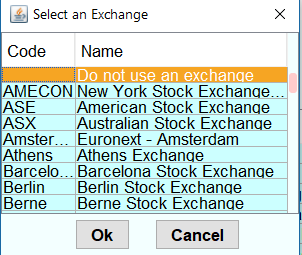 Select an Exchange
Code Name
Do not use an exchange
AMECON New York Stock Exchange...
ASE American Stock Exchange
ASX Australian Stock Exchange
Amster... Euronext - Amsterdam
Athens Athens Exchange
Barcelo... Barcelona Stock Exchange
Berlin Berlin Stock Exchange
Berne Berne Stock Exchange
Ok Cancel